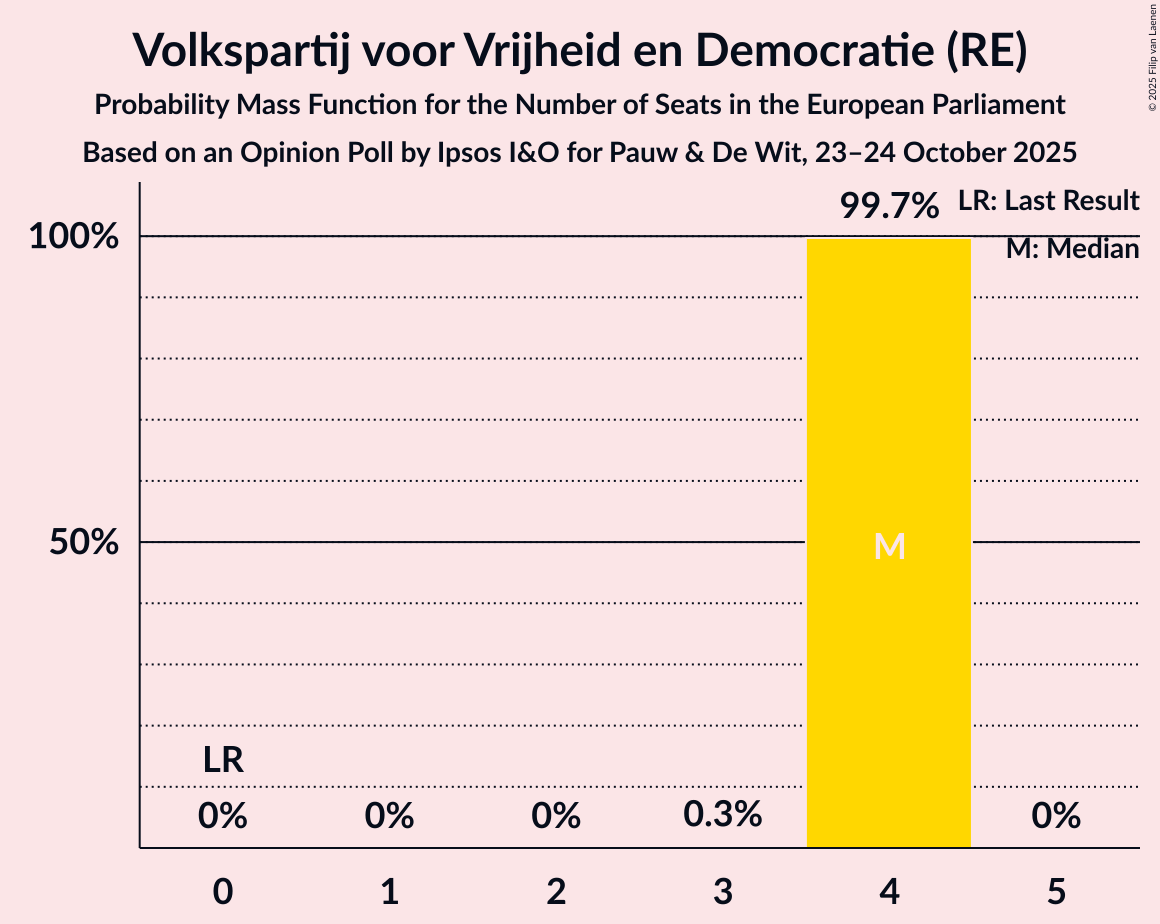 Volkspartij voor Vrijheid en Democratie (RE)
Probability Mass Function for the Number of Seats in the European Parliament
Based on an Opinion Poll by Ipsos I&O for Pauw & De Wit, 23–24 October 2025
© 2025 Filip van Laenen
99.7%
LR: Last Result
100%
M: Median
50%
M
LR
0%
0%
0%
0.3%
0%
0
1
2
3
4
5